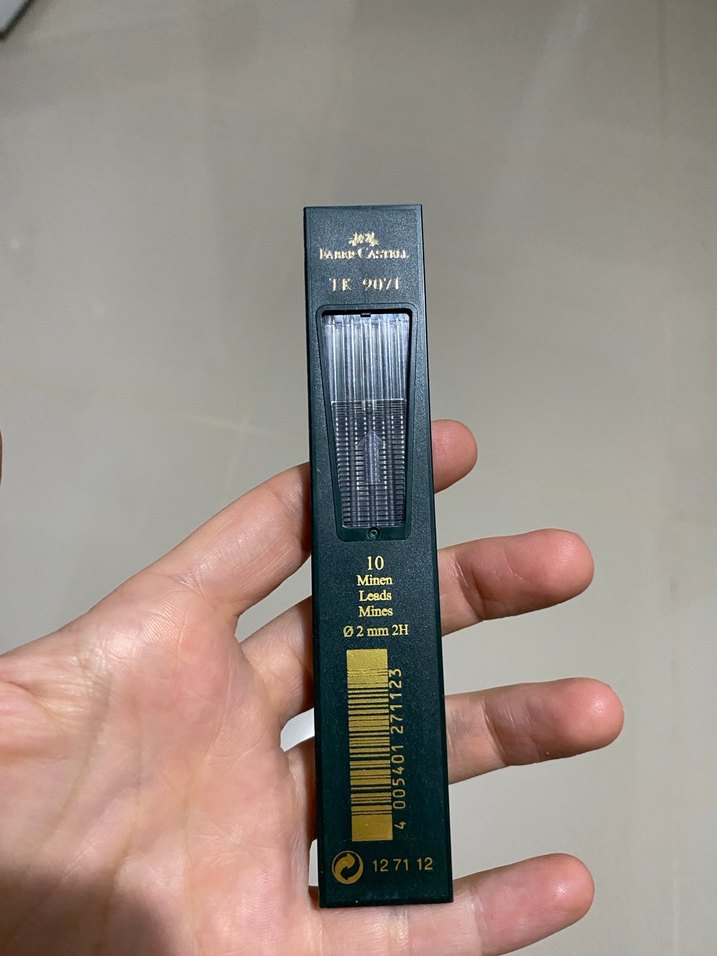 FABER-CASTELL
TK 9071
10
Minen
Leads
Mines
Ø 2 mm 2H
4 005401 271123
12 71 12